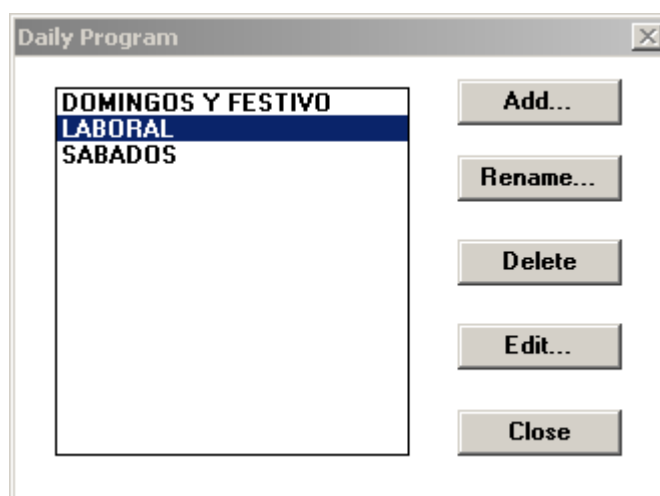 Daily Program
DOMINGOS Y FESTIVO
LABORAL
SABADOS
Add...
Rename...
Delete
Edit...
Close